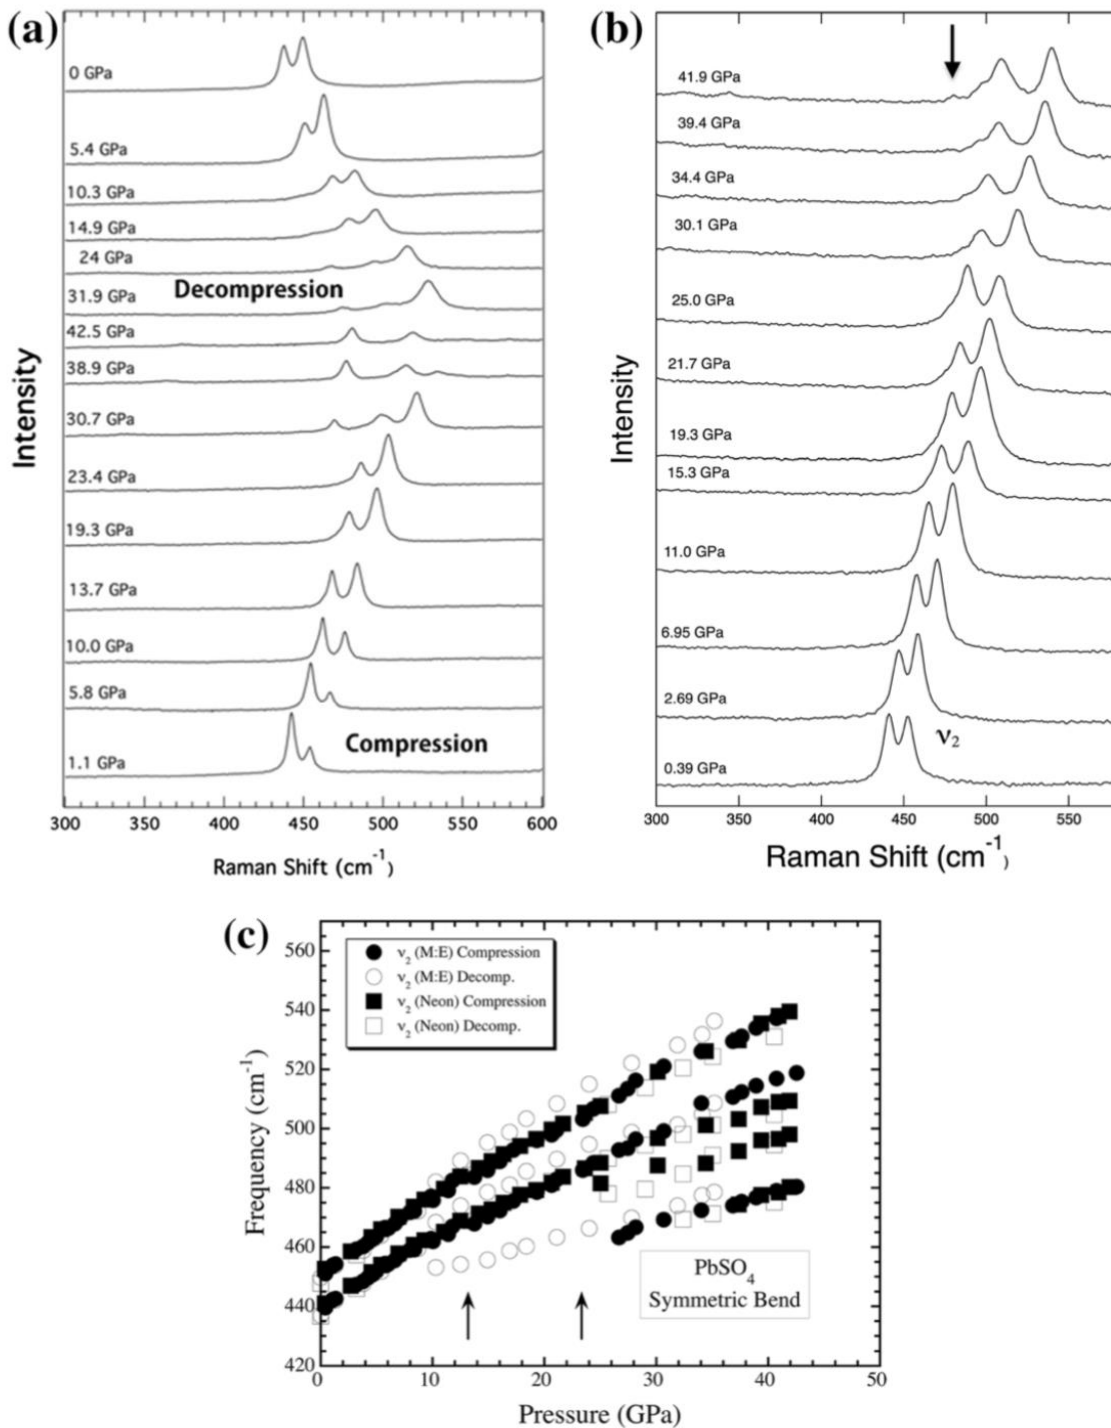 (a)
0 GPa
5.4 GPa
10.3 GPa
14.9 GPa
24 GPa
Decompression
31.9 GPa
42.5 GPa
38.9 GPa
30.7 GPa
23.4 GPa
19.3 GPa
13.7 GPa
10.0 GPa
5.8 GPa
Compression
1.1 GPa
Intensity
300 350 400 450 500 550 600
Raman Shift (cm⁻¹)
(b)
41.9 GPa
39.4 GPa
34.4 GPa
30.1 GPa
25.0 GPa
21.7 GPa
19.3 GPa
15.3 GPa
11.0 GPa
6.95 GPa
2.69 GPa
ν₂
0.39 GPa
Intensity
300 350 400 450 500 550
Raman Shift (cm⁻¹)
(c)
ν₂ (M:E) Compression
ν₂ (M:E) Decomp.
ν₂ (Neon) Compression
ν₂ (Neon) Decomp.
560
540
520
500
480
460
440
420
Frequency (cm⁻¹)
PbSO₄
Symmetric Bend
0 10 20 30 40 50
Pressure (GPa)